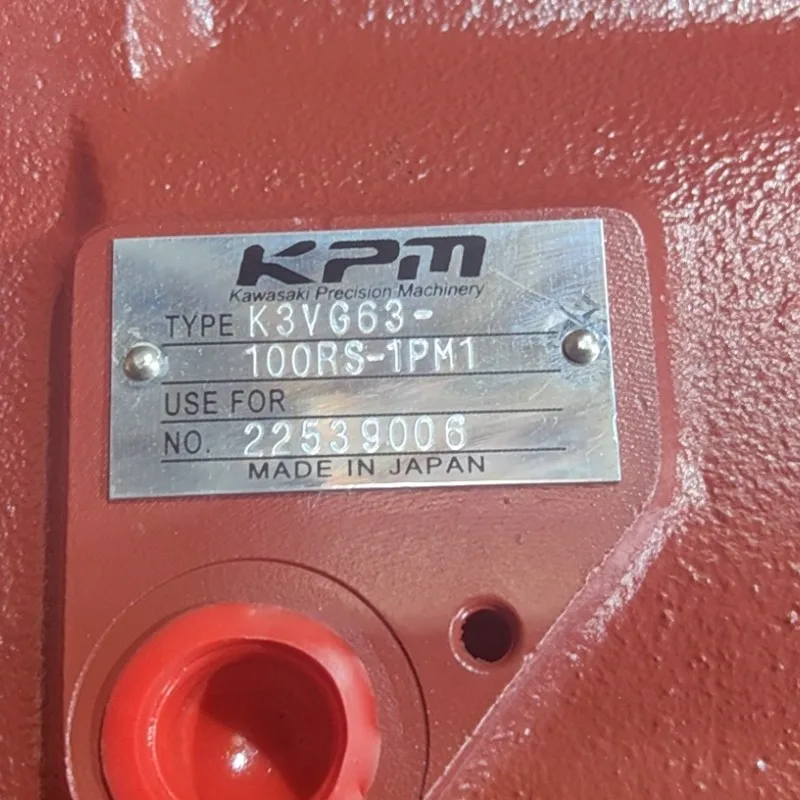 KPM
Kawasaki Precision Machinery
TYPE K3VG63-
100RS-1PM1
USE FOR
NO. 22539006
MADE IN JAPAN